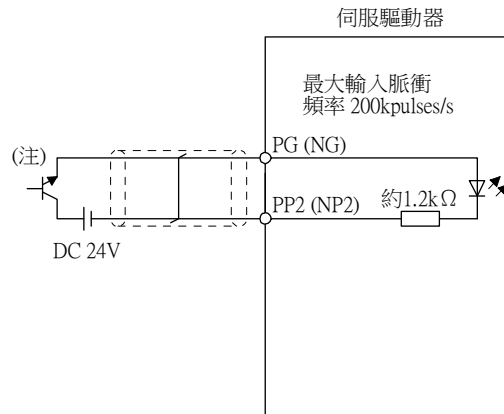 伺服驅動器
最大輸入脈衝
頻率 200kpulses/s
(注)
PG (NG)
PP2 (NP2)
約1.2kΩ
DC 24V